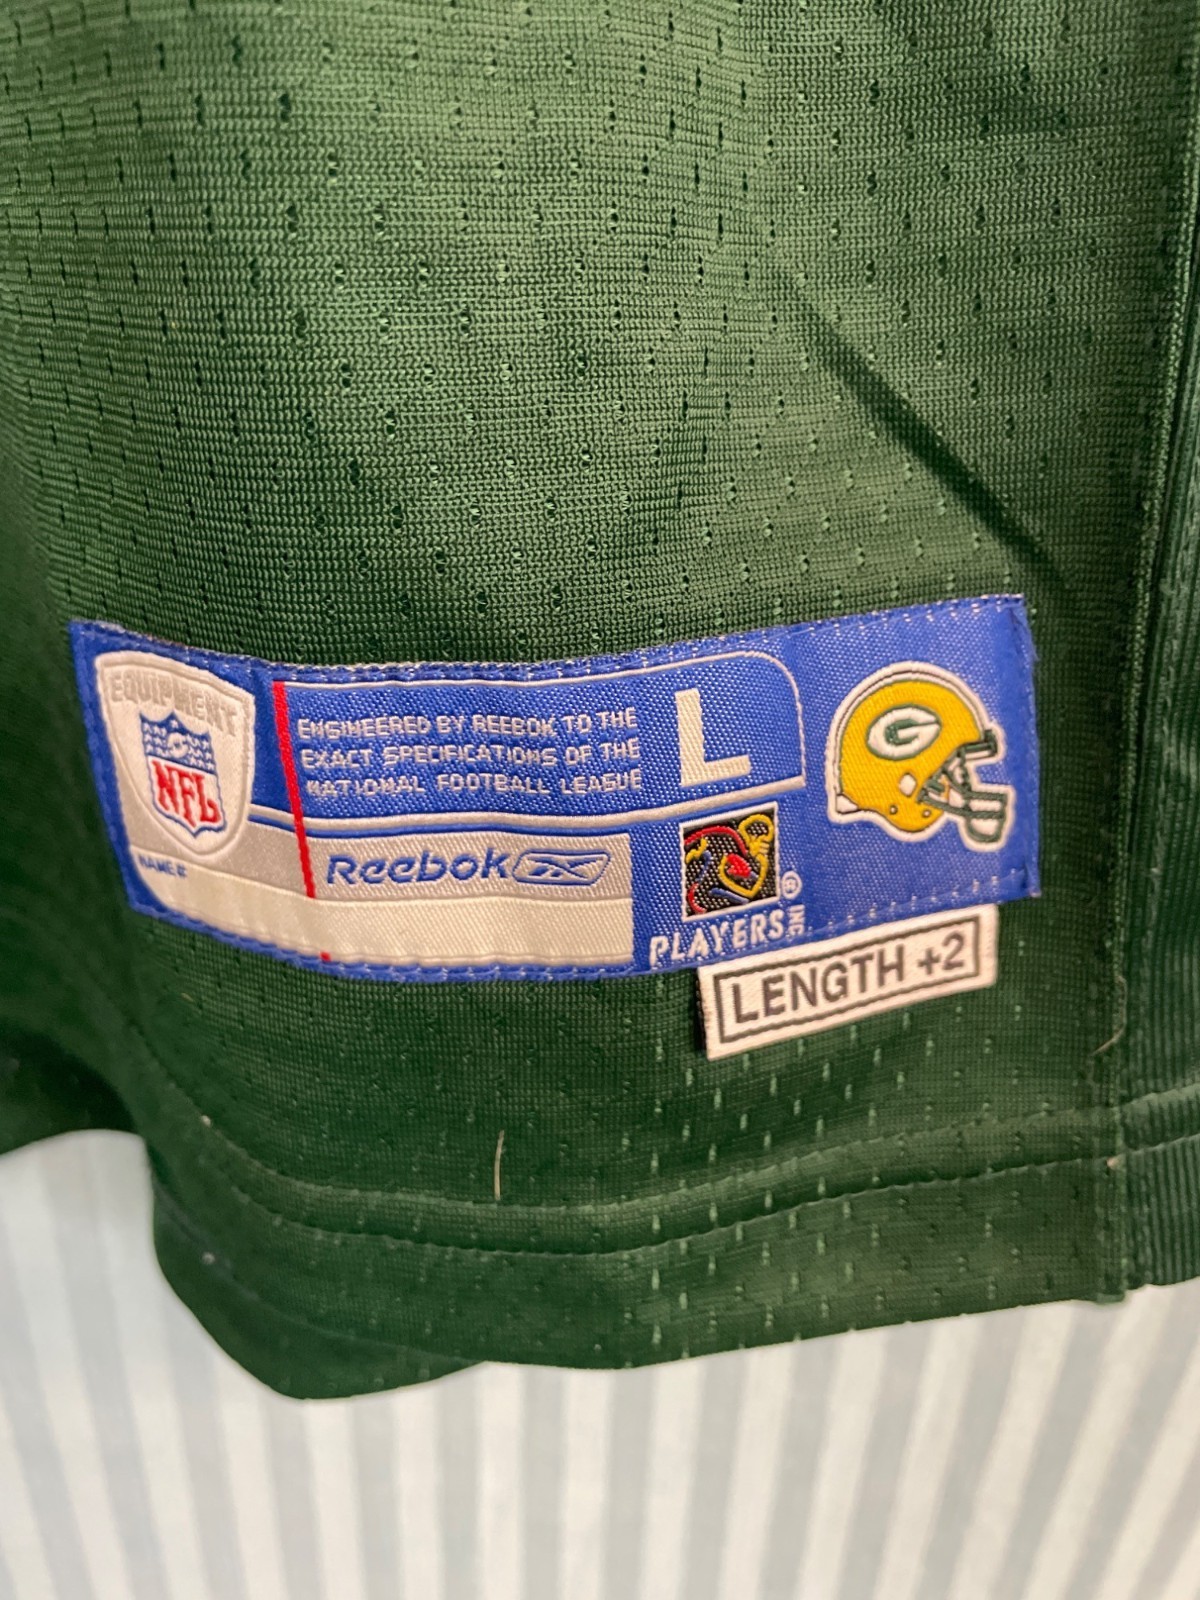 EQUIPMENT
NFL
NAME #
ENGINEERED BY REEBOK TO THE
EXACT SPECIFICATIONS OF THE
NATIONAL FOOTBALL LEAGUE
L
Reebok
PLAYERS INC ®
G
LENGTH +2